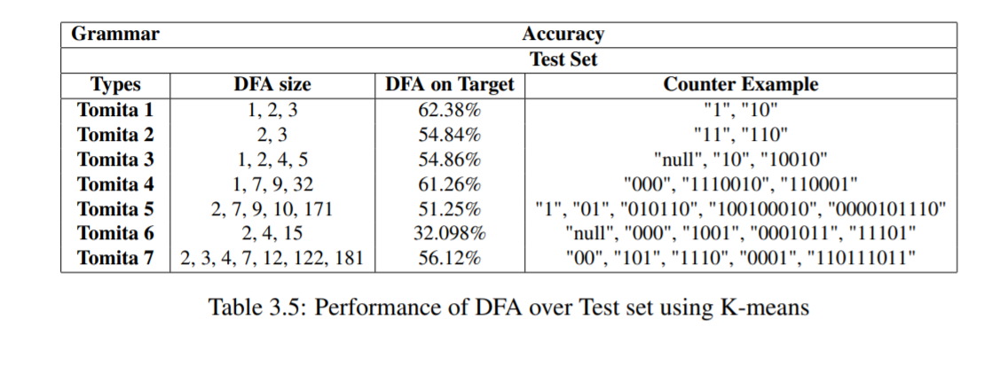 Grammar Accuracy
Test Set
Types DFA size DFA on Target Counter Example
Tomita 1 1, 2, 3 62.38% "1", "10"
Tomita 2 2, 3 54.84% "11", "110"
Tomita 3 1, 2, 4, 5 54.86% "null", "10", "10010"
Tomita 4 1, 7, 9, 32 61.26% "000", "1110010", "110001"
Tomita 5 2, 7, 9, 10, 171 51.25% "1", "01", "010110", "100100010", "0000101110"
Tomita 6 2, 4, 15 32.098% "null", "000", "1001", "0001011", "11101"
Tomita 7 2, 3, 4, 7, 12, 122, 181 56.12% "00", "101", "1110", "0001", "110111011"
Table 3.5: Performance of DFA over Test set using K-means